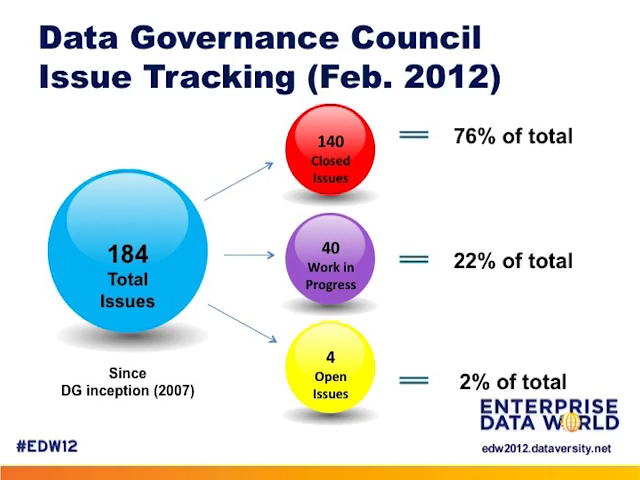 Data Governance Council
Issue Tracking (Feb. 2012)
140
Closed
Issues
76% of total
184
Total
Issues
40
Work in
Progress
22% of total
4
Open
Issues
2% of total
Since
DG inception (2007)
ENTERPRISE
DATA WORLD
#EDW12
edw2012.dataversity.net